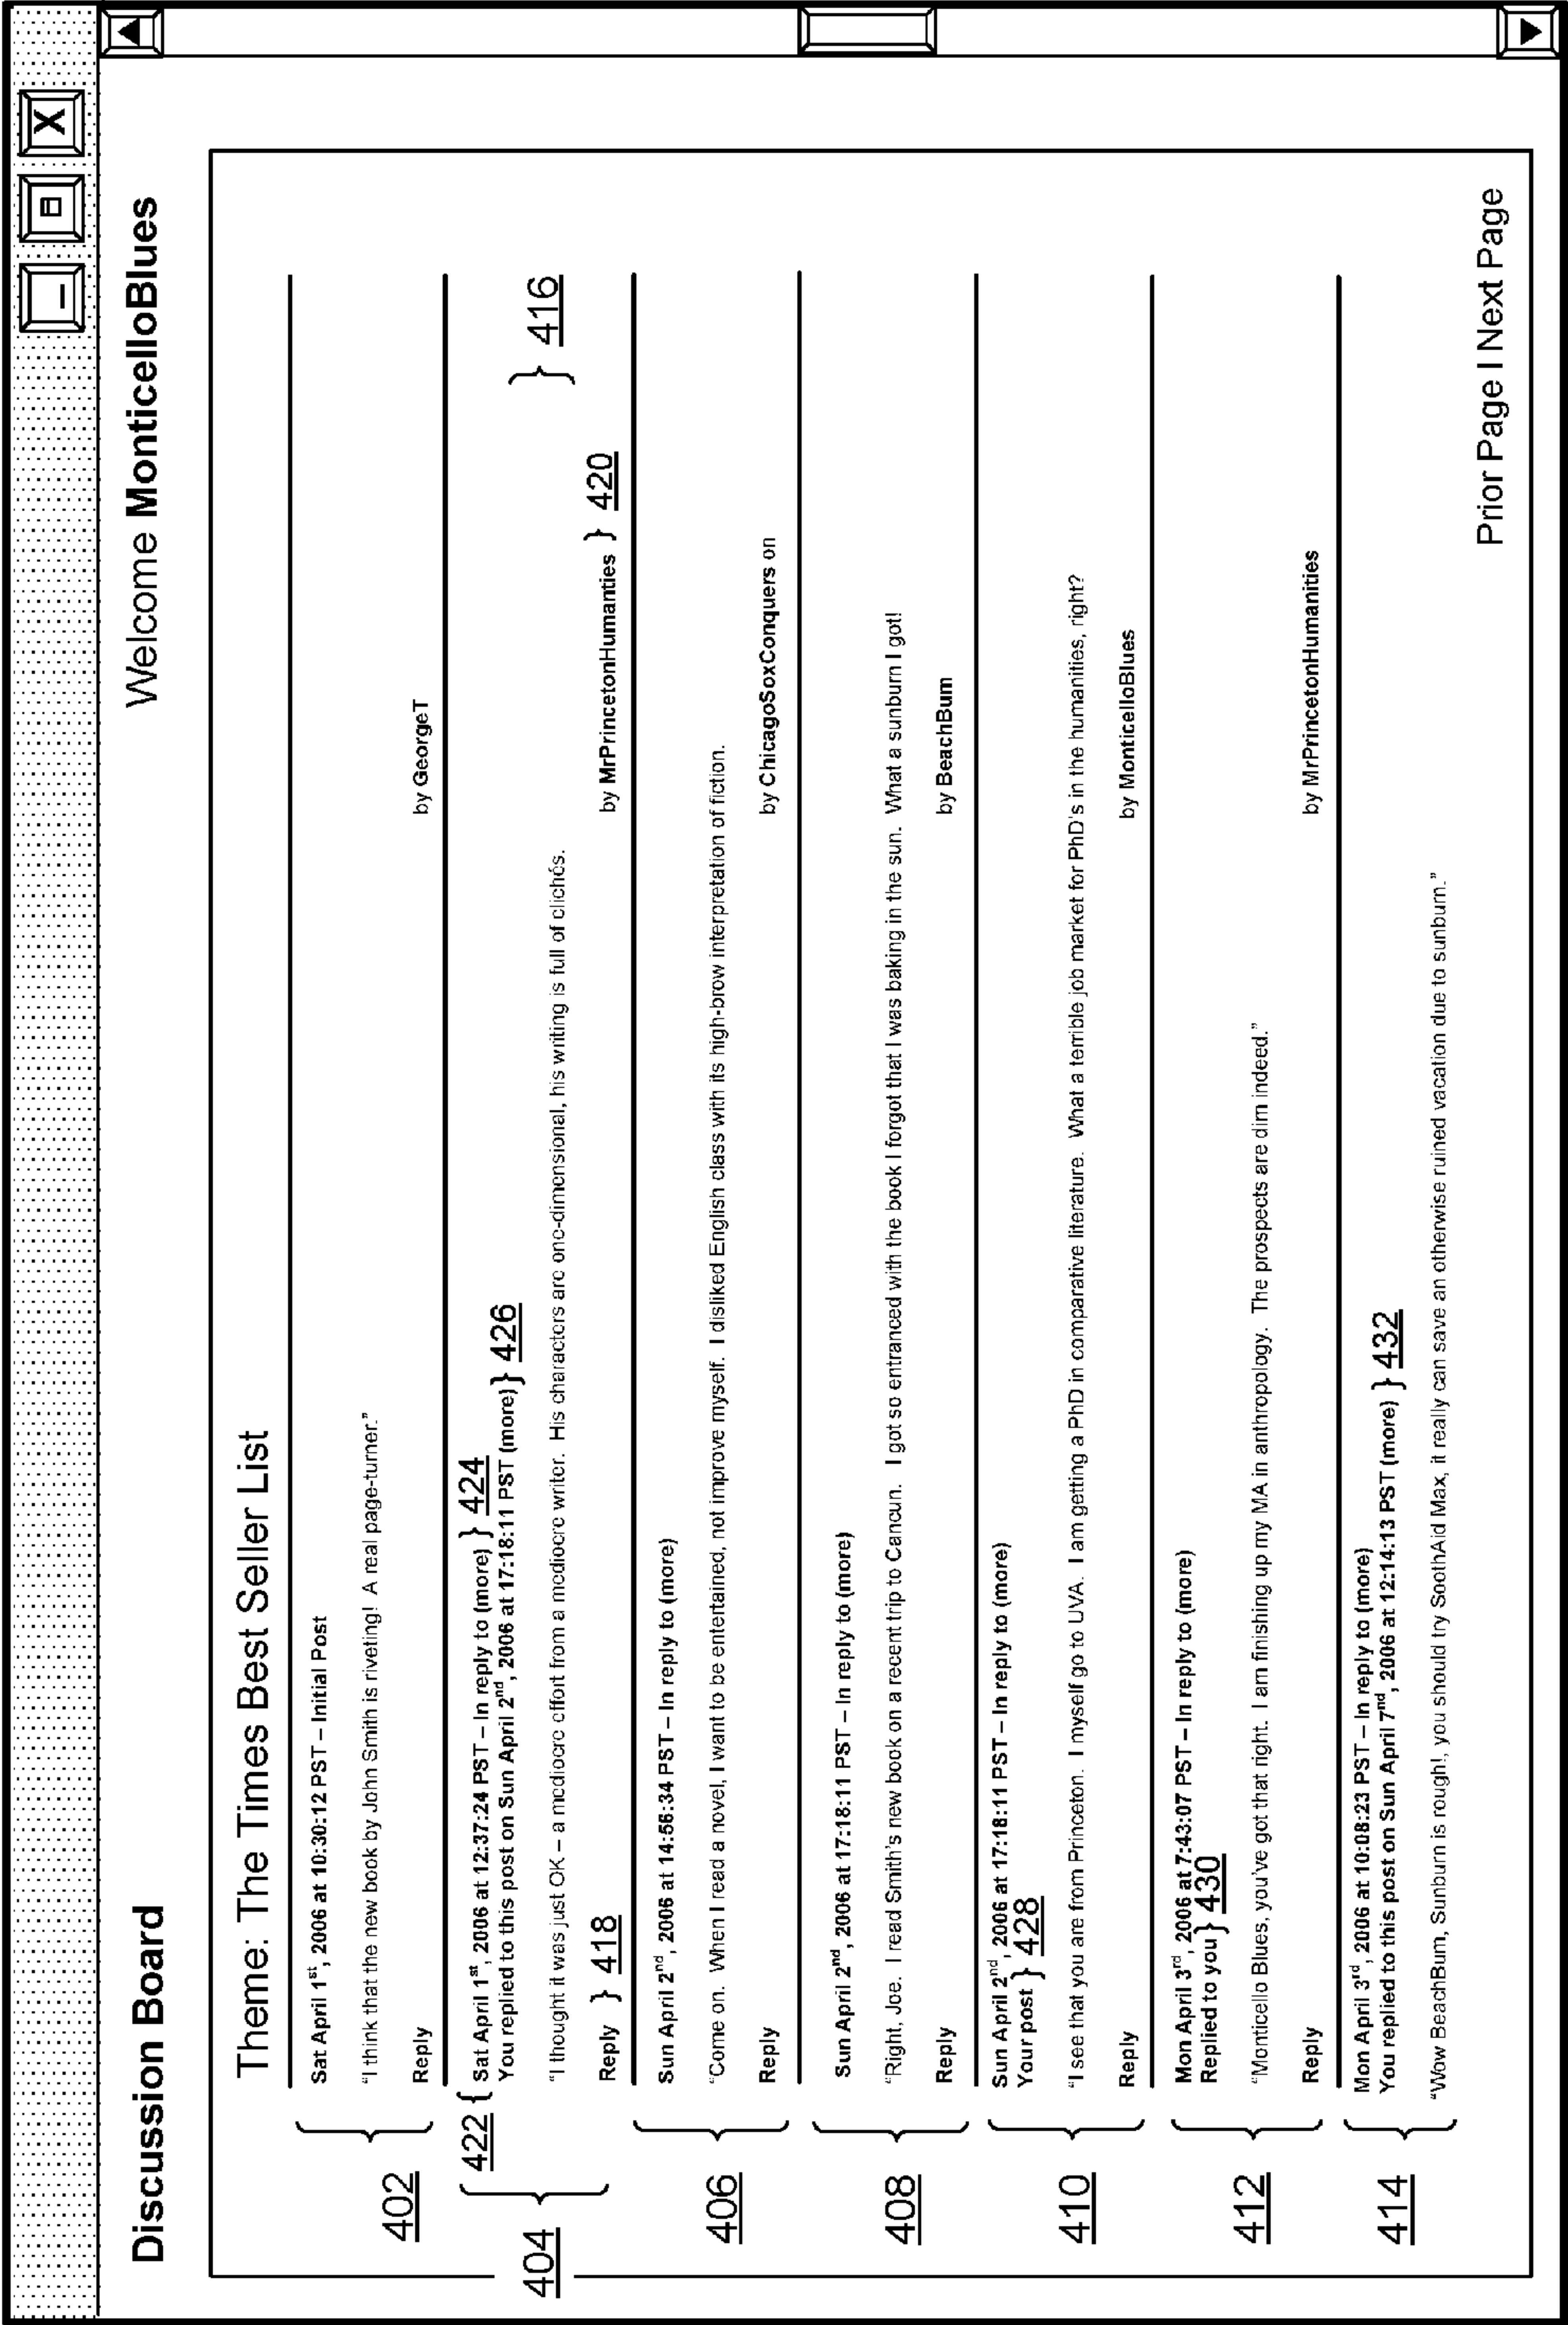 Discussion Board
Welcome MonticelloBlues
Theme: The Times Best Seller List
402
Sat April 1st, 2006 at 10:30:12 PST – Initial Post
“I think that the new book by John Smith is riveting! A real page-turner.”
Reply by GeorgeT
404
422 { Sat April 1st, 2006 at 12:37:24 PST – In reply to (more) } 424
You replied to this post on Sun April 2nd, 2006 at 17:18:11 PST (more) } 426
“I thought it was just OK – a mediocre effort from a mediocre writer. His characters are one-dimensional, his writing is full of clichés. } 416
Reply } 418 by MrPrincetonHumanties } 420
406
Sun April 2nd, 2006 at 14:56:34 PST – In reply to (more)
“Come on. When I read a novel, I want to be entertained, not improve myself. I disliked English class with its high-brow interpretation of fiction.
Reply by ChicagoSoxConquers on
408
Sun April 2nd, 2006 at 17:18:11 PST – In reply to (more)
“Right, Joe. I read Smith's new book on a recent trip to Cancun. I got so entranced with the book I forgot that I was baking in the sun. What a sunburn I got!
Reply by BeachBum
410
Sun April 2nd, 2006 at 17:18:11 PST – In reply to (more)
Your post } 428
“I see that you are from Princeton. I myself go to UVA. I am getting a PhD in comparative literature. What a terrible job market for PhD's in the humanities, right?
Reply by MonticelloBlues
412
Mon April 3rd, 2006 at 7:43:07 PST – In reply to (more)
Replied to you } 430
“Monticello Blues, you've got that right. I am finishing up my MA in anthropology. The prospects are dim indeed.”
Reply by MrPrincetonHumanities
414
Mon April 3rd, 2006 at 10:08:23 PST – In reply to (more)
You replied to this post on Sun April 7nd, 2006 at 12:14:13 PST (more) } 432
“Wow BeachBum, Sunburn is rough!, you should try SoothAid Max, it really can save an otherwise ruined vacation due to sunburn.”
Prior Page | Next Page